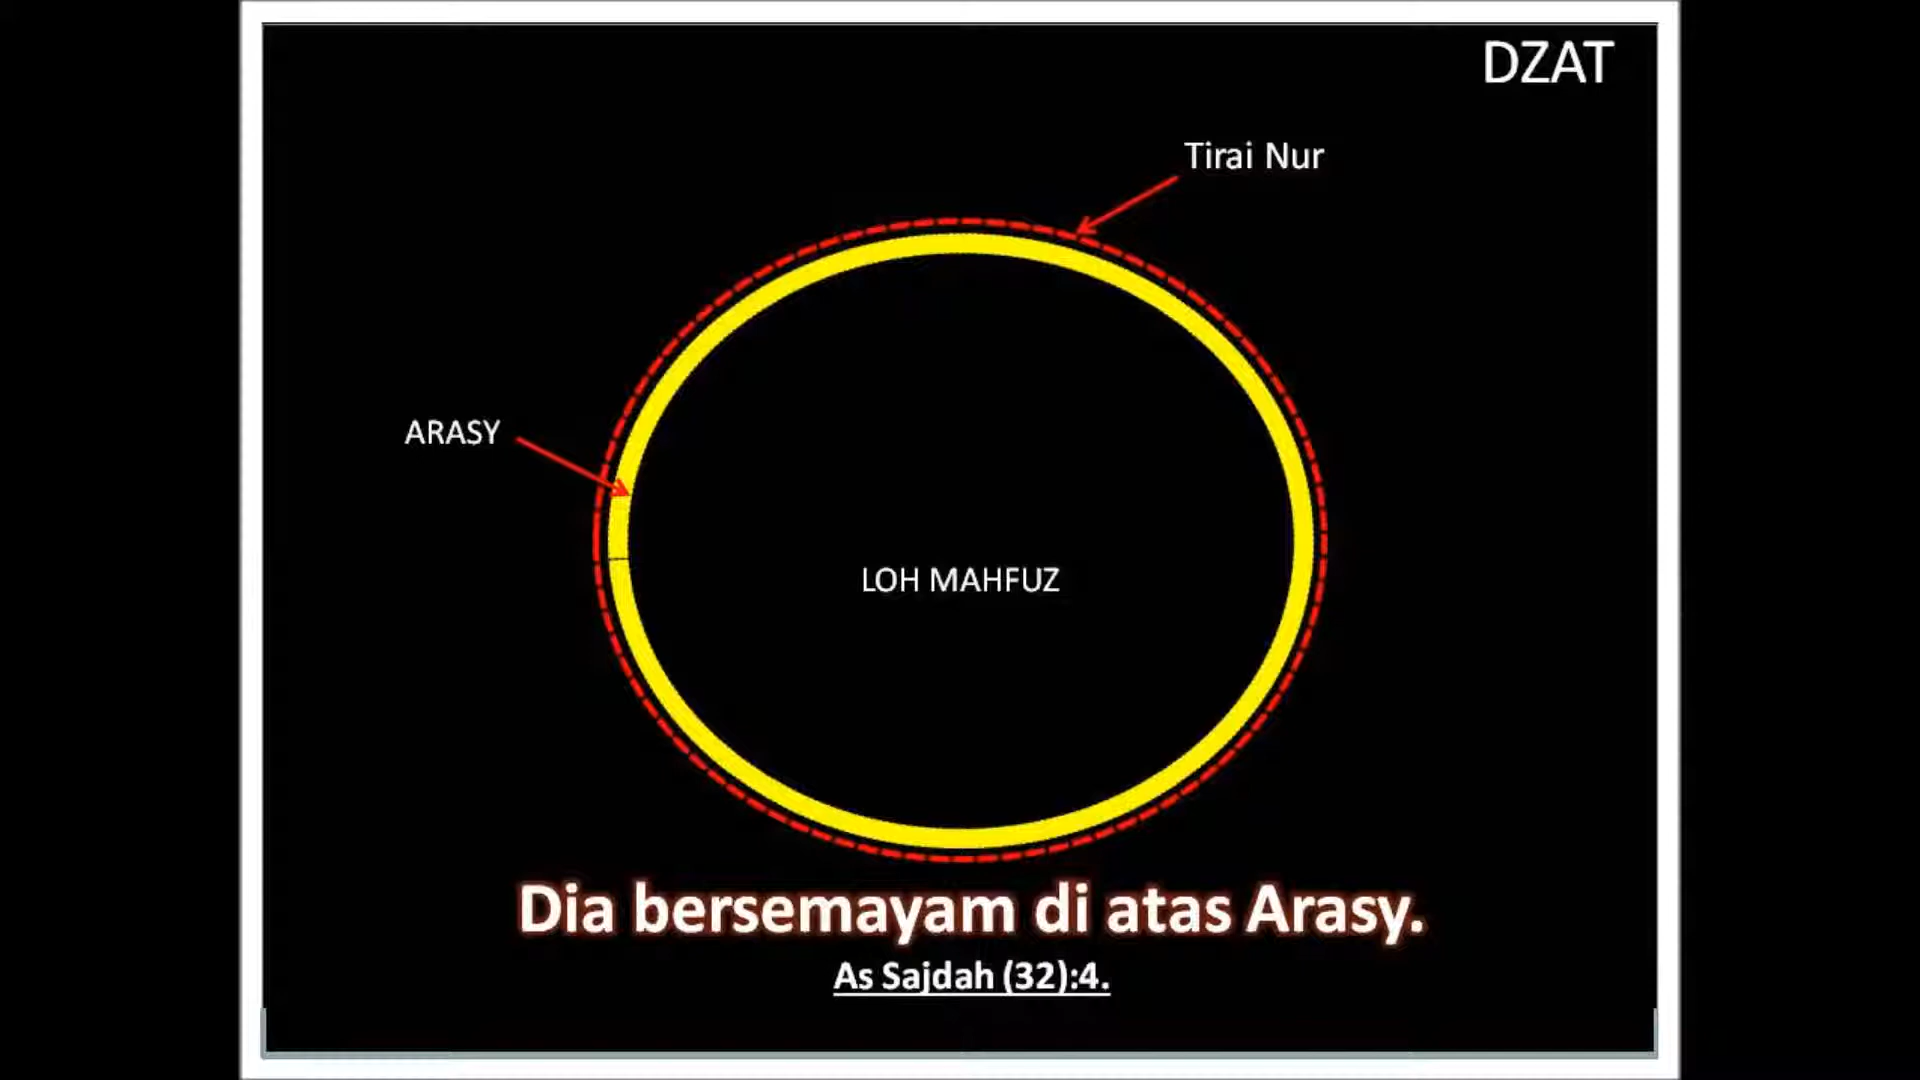 DZAT
Tirai Nur
ARASY
LOH MAHFUZ
Dia bersemayam di atas Arasy.
As Sajdah (32):4.